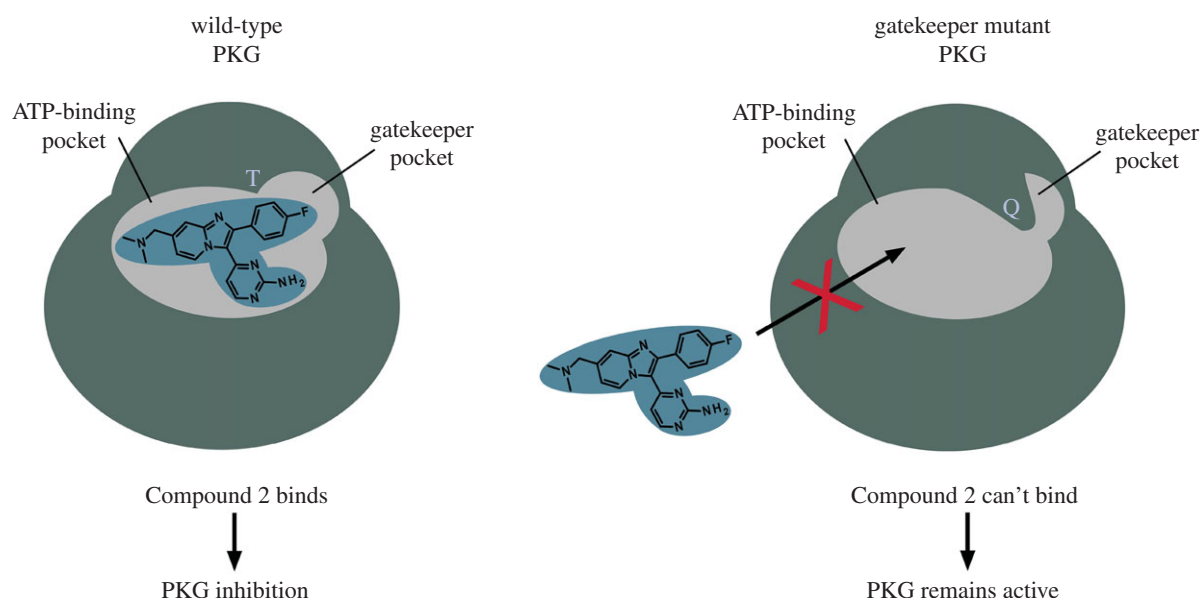 wild-type
PKG
ATP-binding
pocket
gatekeeper
pocket
T
N
F
N
N
N
N
NH2
Compound 2 binds
PKG inhibition
gatekeeper mutant
PKG
ATP-binding
pocket
gatekeeper
pocket
Q
N
F
N
N
N
N
NH2
Compound 2 can’t bind
PKG remains active